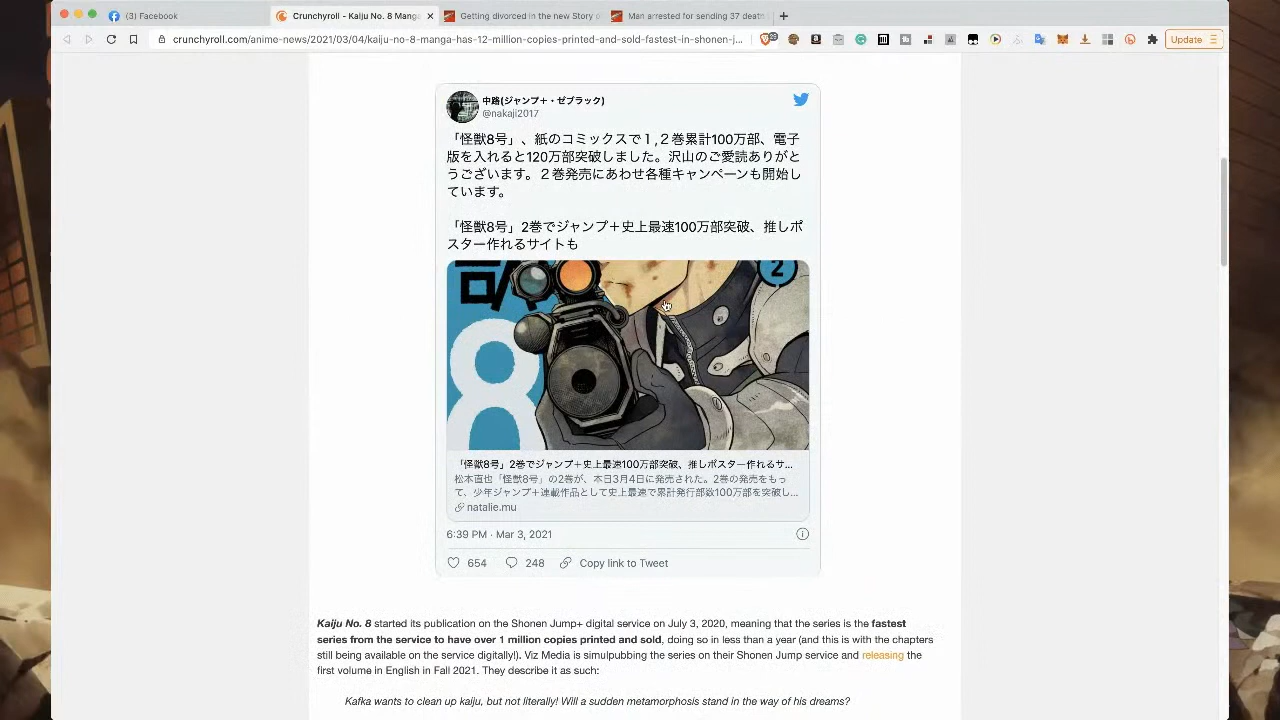 (3) Facebook
Crunchyroll - Kaiju No. 8 Mang
Getting divorced in the new Story o
Man arrested for sending 37 death
crunchyroll.com/anime-news/2021/03/04/kaiju-no-8-manga-has-12-million-copies-printed-and-sold-fastest-in-shonen-j...
Update
中路(ジャンプ＋・ゼブラック)
@nakaji2017
「怪獣8号」、紙のコミックスで１,２巻累計100万部、電子
版を入れると120万部突破しました。沢山のご愛読ありがと
うございます。２巻発売にあわせ各種キャンペーンも開始し
ています。
「怪獣8号」2巻でジャンプ＋史上最速100万部突破、推しポ
スター作れるサイトも
2
8
「怪獣8号」2巻でジャンプ＋史上最速100万部突破、推しポスター作れるサ...
松本直也「怪獣8号」の2巻が、本日3月4日に発売された。2巻の発売をもっ
て、少年ジャンプ＋連載作品として史上最速で累計発行部数100万部を突破し...
natalie.mu
6:39 PM · Mar 3, 2021
654
248
Copy link to Tweet
Kaiju No. 8 started its publication on the Shonen Jump+ digital service on July 3, 2020, meaning that the series is the fastest
series from the service to have over 1 million copies printed and sold, doing so in less than a year (and this is with the chapters
still being available on the service digitally!). Viz Media is simulpubbing the series on their Shonen Jump service and releasing the
first volume in English in Fall 2021. They describe it as such:
Kafka wants to clean up kaiju, but not literally! Will a sudden metamorphosis stand in the way of his dreams?